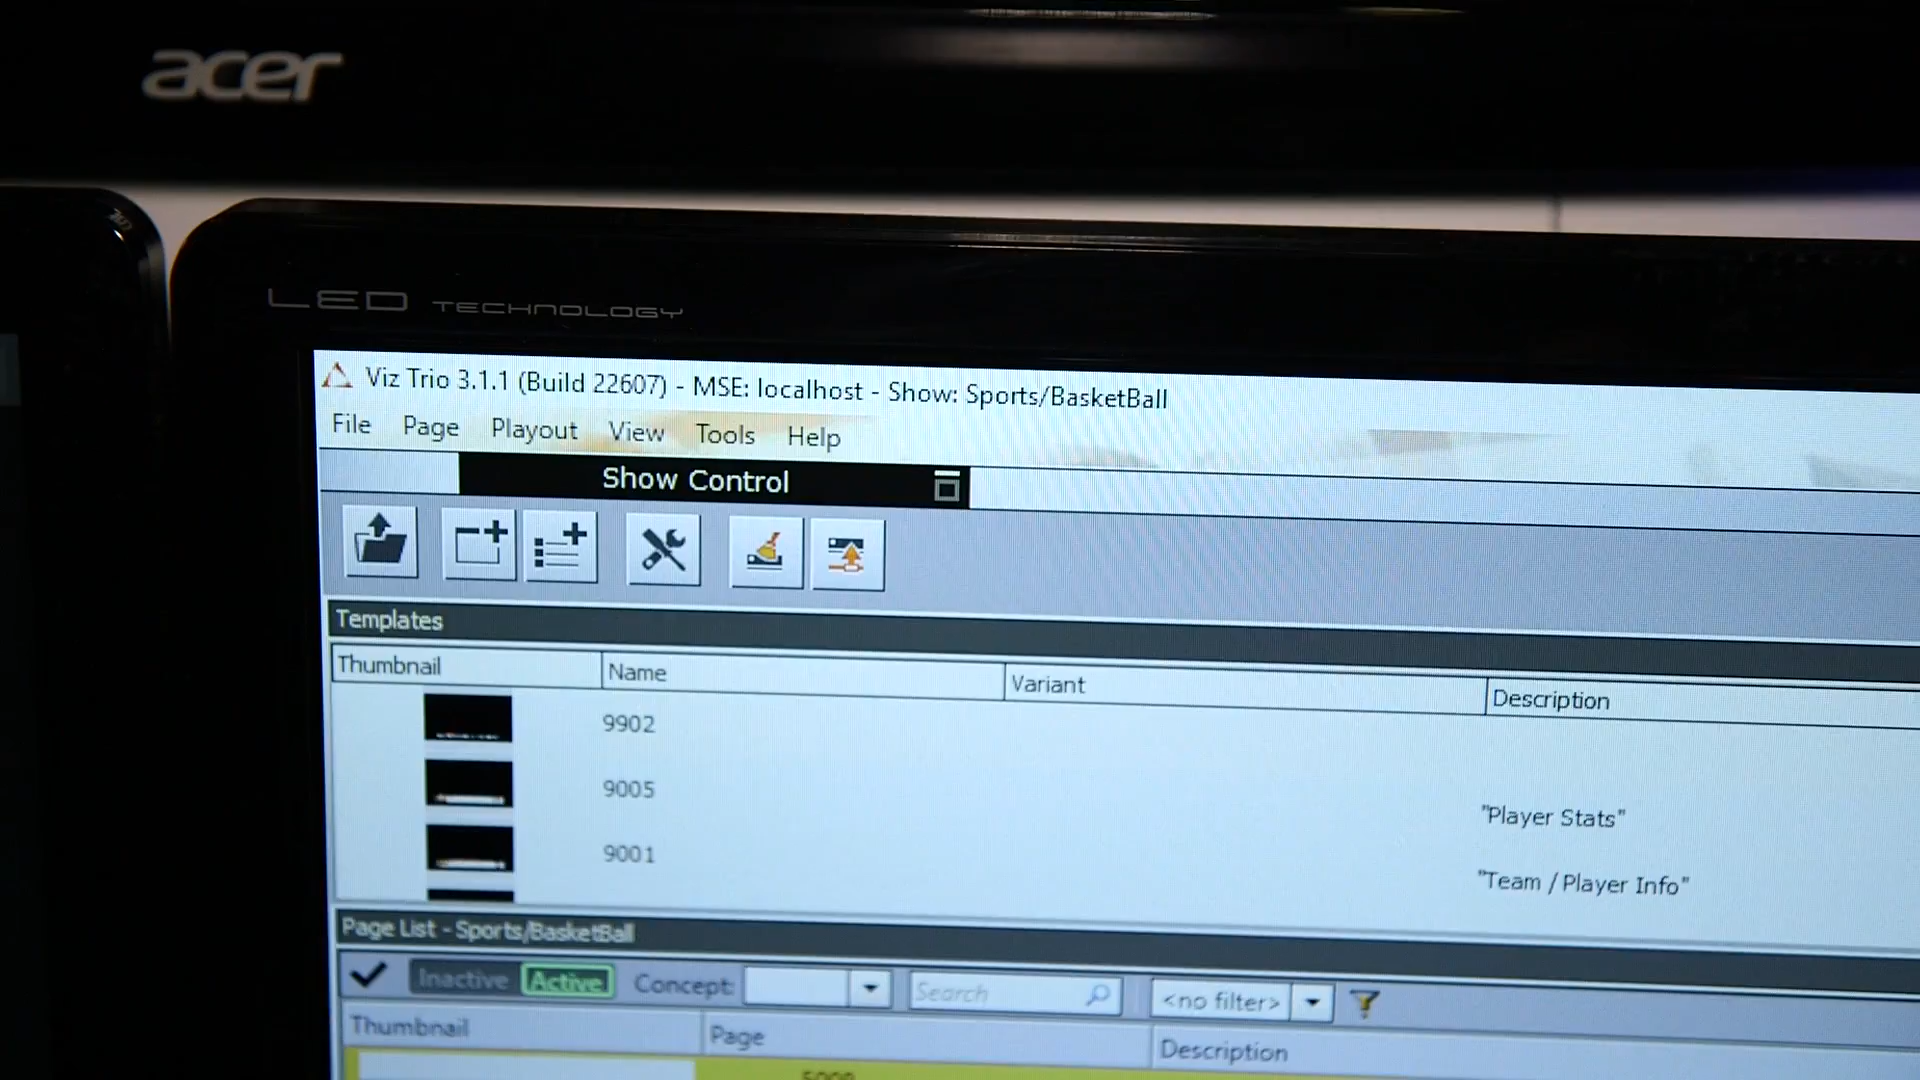 acer
LED TECHNOLOGY
Viz Trio 3.1.1 (Build 22607) - MSE: localhost - Show: Sports/BasketBall
File Page Playout View Tools Help
Show Control
Templates
Thumbnail Name Variant Description
9902
9005 "Player Stats"
9001 "Team / Player Info"
Page List - Sports/BasketBall
Inactive Active Concept: Search <no filter>
Thumbnail Page Description